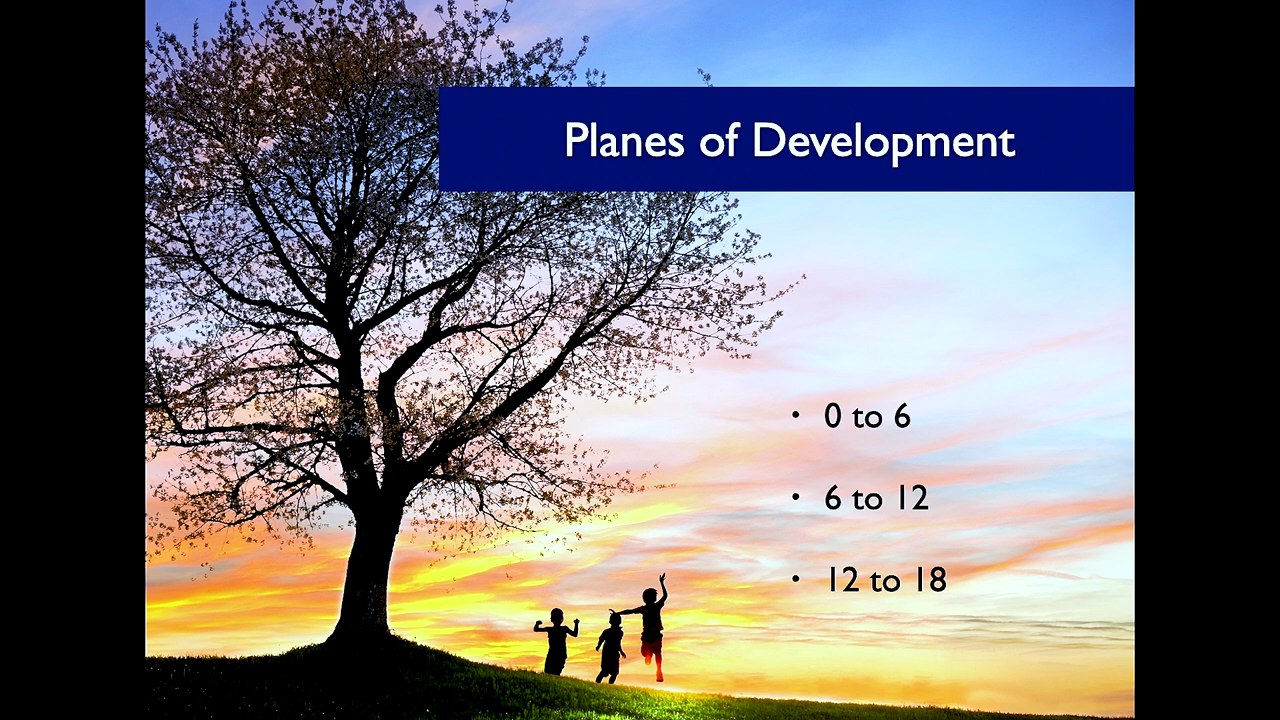 Planes of Development
• 0 to 6
• 6 to 12
• 12 to 18